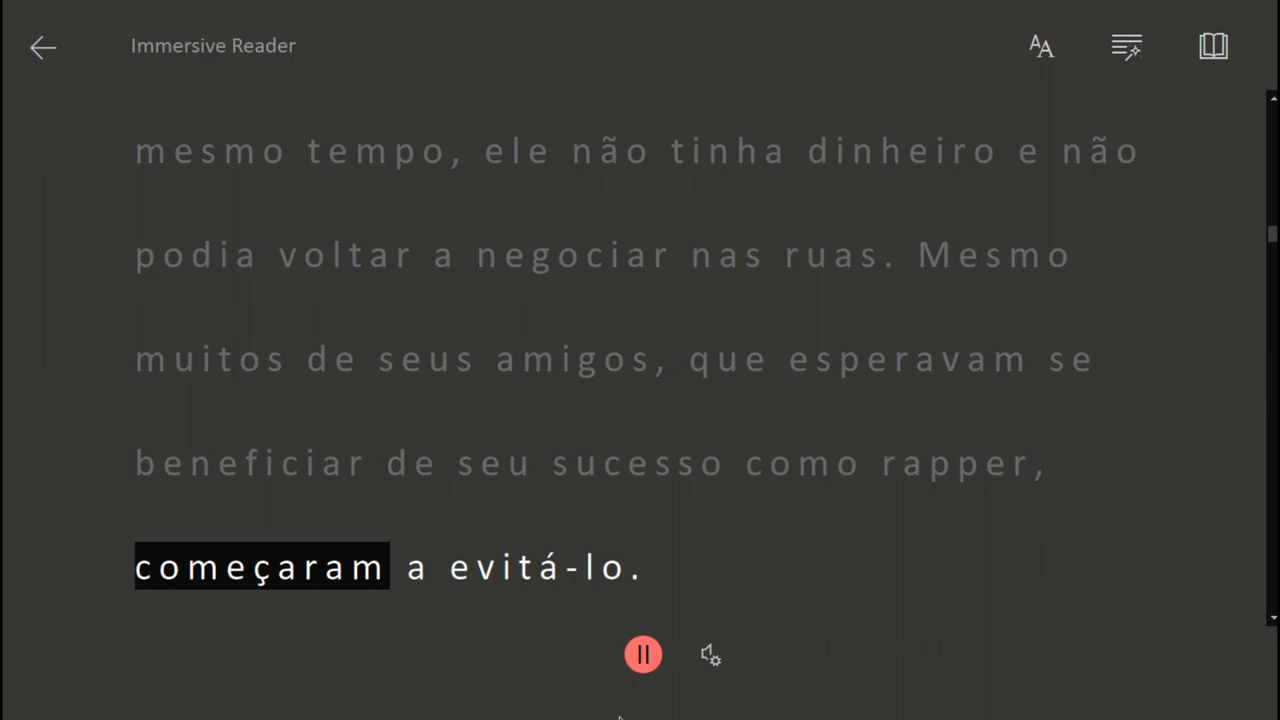 Immersive Reader
mesmo tempo, ele não tinha dinheiro e não
podia voltar a negociar nas ruas. Mesmo
muitos de seus amigos, que esperavam se
beneficiar de seu sucesso como rapper,
começaram a evitá-lo.